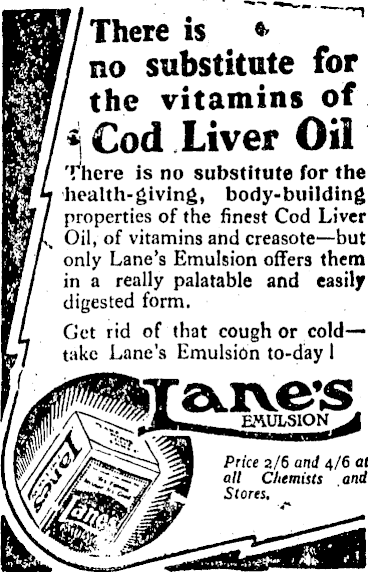 There is
no substitute for
the vitamins of
Cod Liver Oil
There is no substitute for the
health-giving, body-building
properties of the finest Cod Liver
Oil, of vitamins and creasote—but
only Lane's Emulsion offers them
in a really palatable and easily
digested form.
Get rid of that cough or cold—
take Lane's Emulsion to-day!
Lane's
EMULSION
Price 2/6 and 4/6 at
all Chemists and
Stores.
Lanes
Lanes